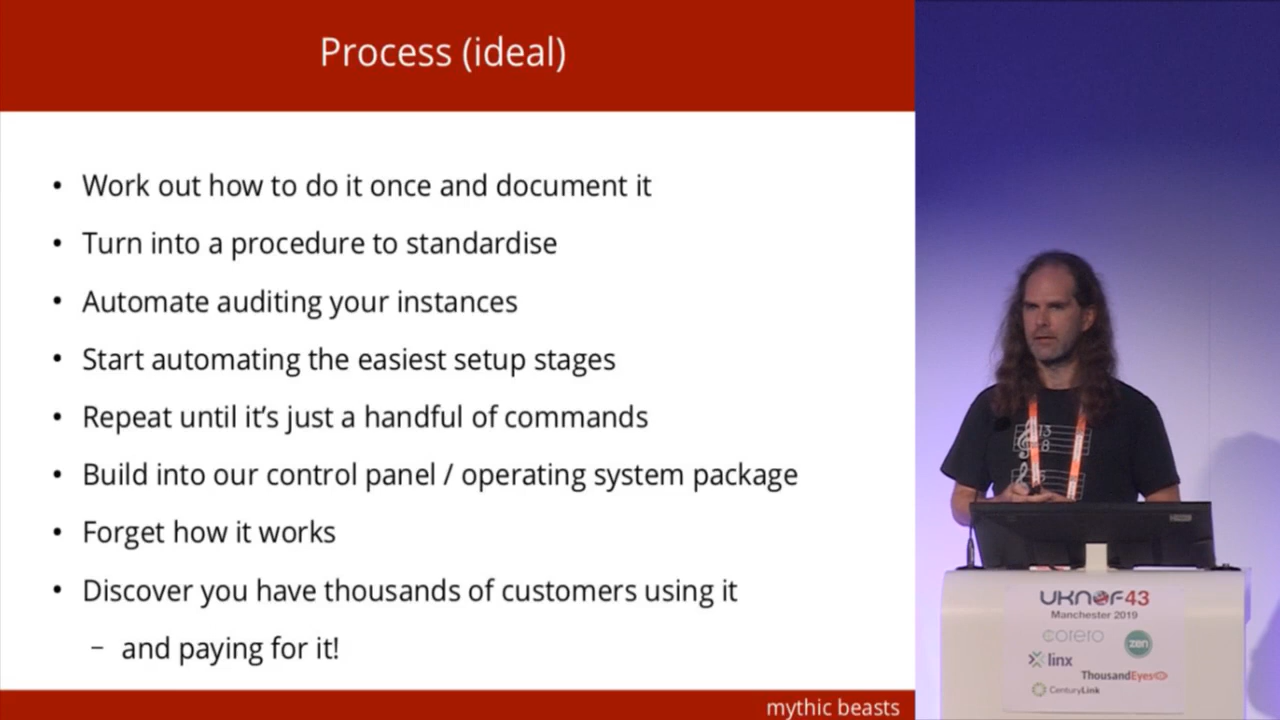 Process (ideal)
• Work out how to do it once and document it
• Turn into a procedure to standardise
• Automate auditing your instances
• Start automating the easiest setup stages
• Repeat until it’s just a handful of commands
• Build into our control panel / operating system package
• Forget how it works
• Discover you have thousands of customers using it
– and paying for it!
mythic beasts
13
8
UKNOF43
Manchester 2019
corero
zen
linx
ThousandEyes
CenturyLink